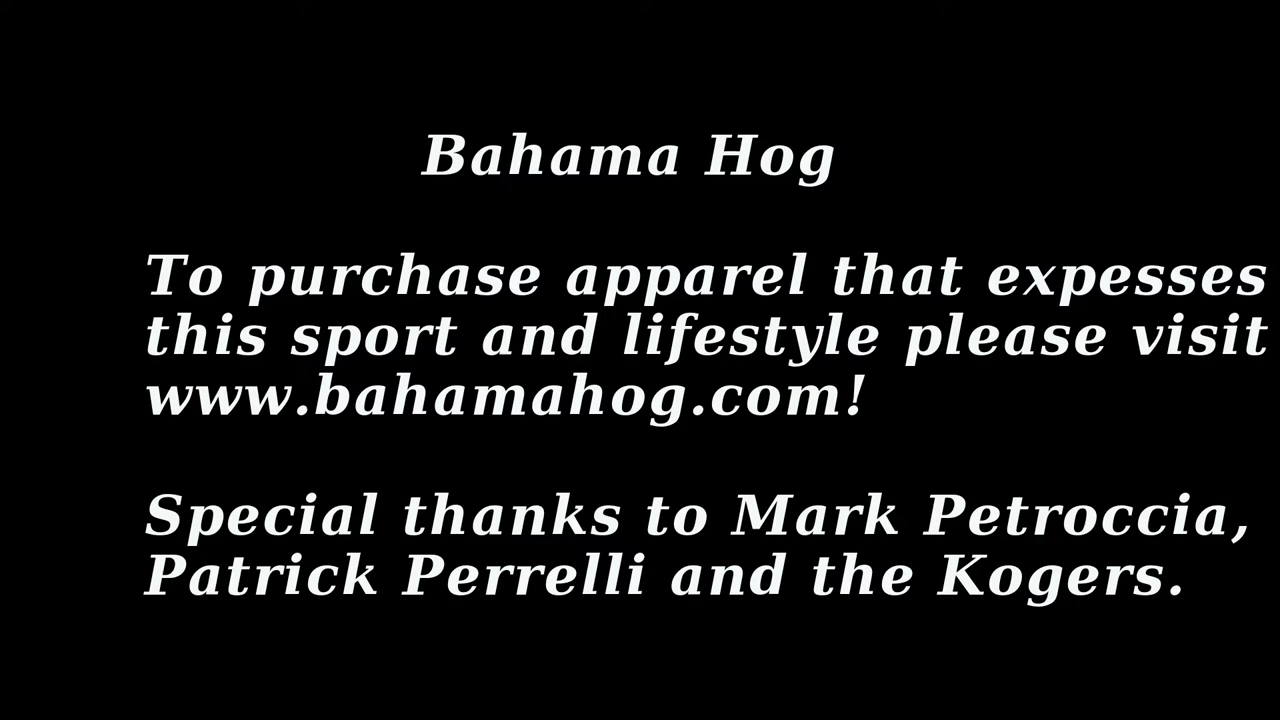 Bahama Hog
To purchase apparel that expesses
this sport and lifestyle please visit
www.bahamahog.com!
Special thanks to Mark Petroccia,
Patrick Perrelli and the Kogers.